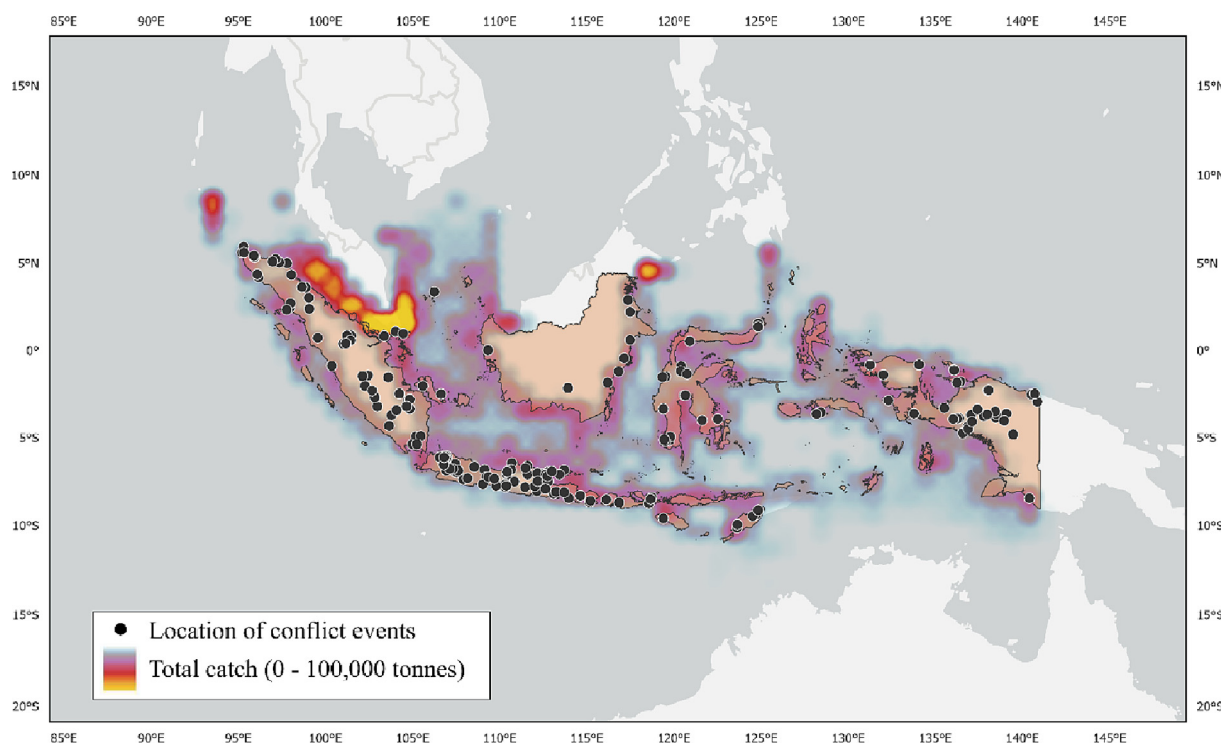 85°E 90°E 95°E 100°E 105°E 110°E 115°E 120°E 125°E 130°E 135°E 140°E 145°E
15°N 15°N
10°N 10°N
5°N 5°N
0° 0°
5°S 5°S
10°S 10°S
15°S 15°S
Location of conflict events
Total catch (0 - 100,000 tonnes)
20°S 20°S
85°E 90°E 95°E 100°E 105°E 110°E 115°E 120°E 125°E 130°E 135°E 140°E 145°E